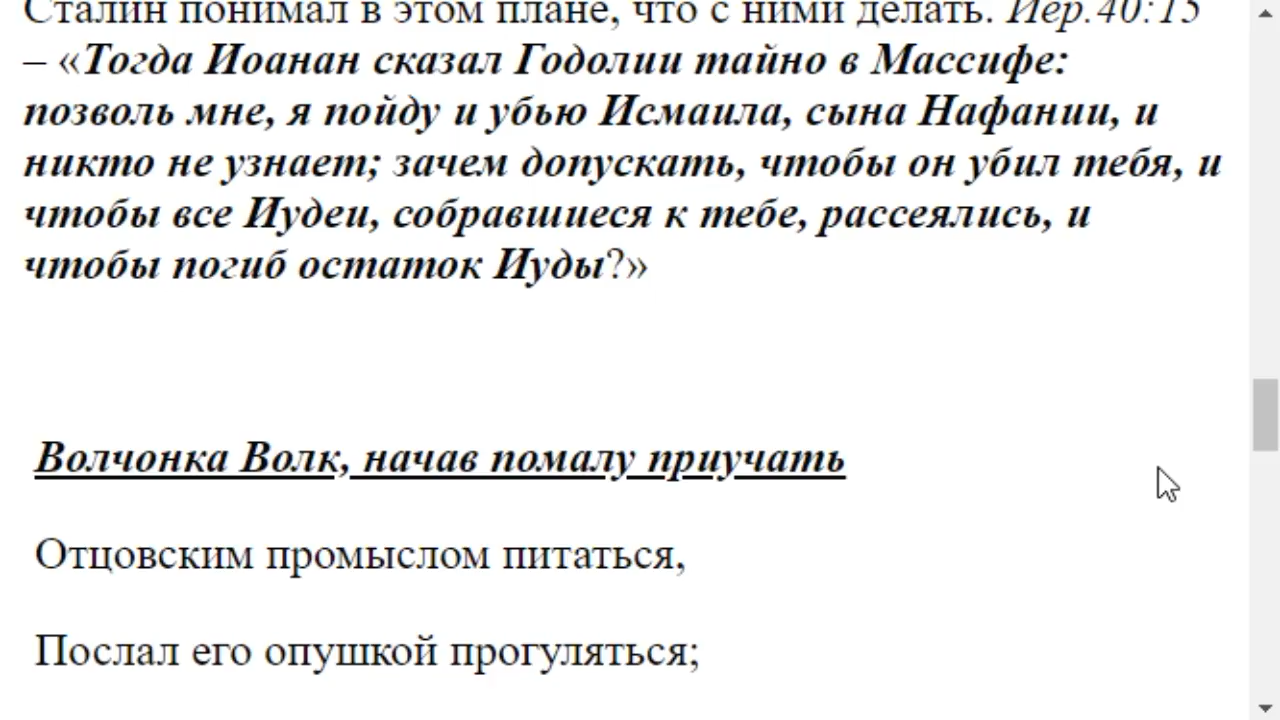 Сталин понимал в этом плане, что с ними делать. Иер.40:15
– «Тогда Иоанан сказал Годолии тайно в Массифе:
позволь мне, я пойду и убью Исмаила, сына Нафании, и
никто не узнает; зачем допускать, чтобы он убил тебя, и
чтобы все Иудеи, собравшиеся к тебе, рассеялись, и
чтобы погиб остаток Иуды?»
Волчонка Волк, начав помалу приучать
Отцовским промыслом питаться,
Послал его опушкой прогуляться;